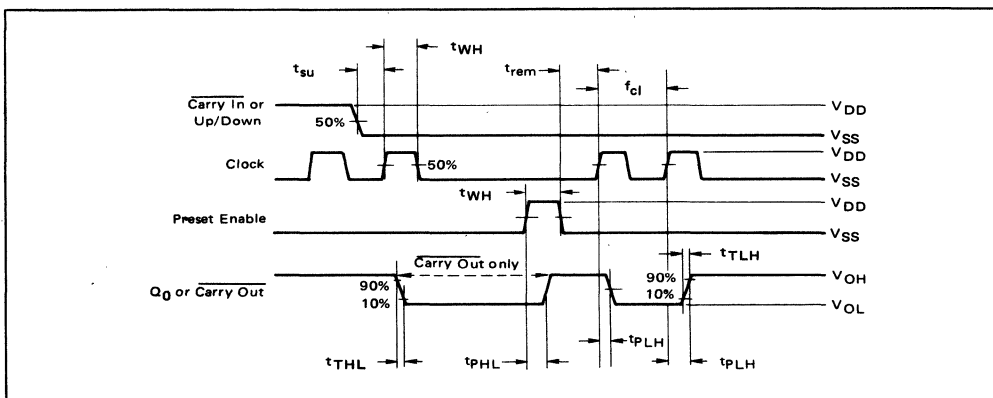 tWH
tsu
trem
fcl
Carry In or
Up/Down
50%
VDD
VSS
Clock
50%
VDD
VSS
tWH
Preset Enable
VDD
VSS
tTLH
Carry Out only
Q0 or Carry Out
90%
10%
90%
10%
VOH
VOL
tTHL
tPHL
tPLH
tPLH